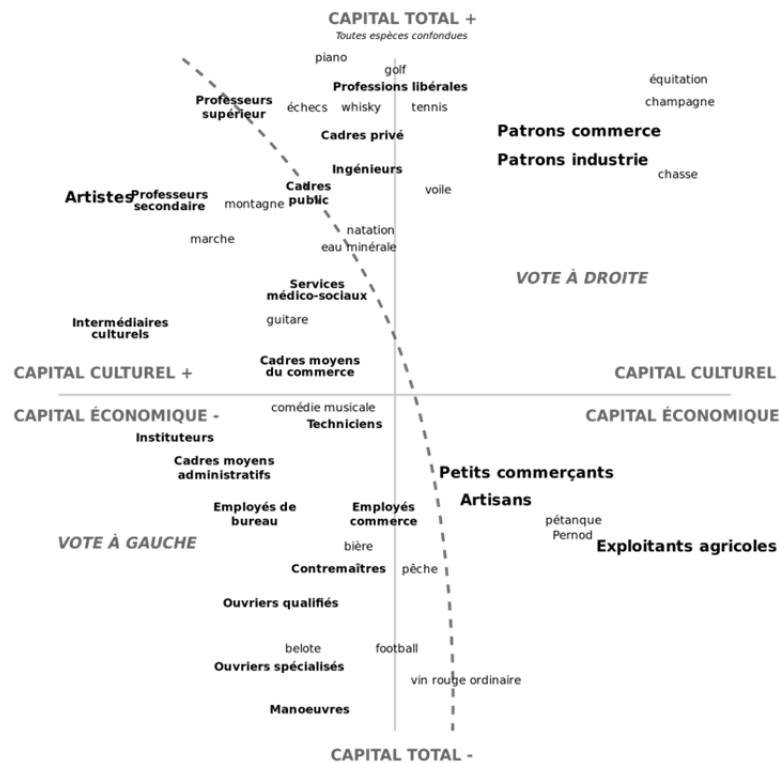 CAPITAL TOTAL +
Toutes espèces confondues
piano
golf
Professions libérales
équitation
Professeurs
supérieur
échecs
whisky
tennis
champagne
Cadres privé
Patrons commerce
Patrons industrie
Ingénieurs
chasse
Cadres
public
voile
Artistes
Professeurs
secondaire
montagne
natation
marche
eau minérale
VOTE À DROITE
Services
médico-sociaux
guitare
Intermédiaires
culturels
Cadres moyens
du commerce
CAPITAL CULTUREL +
CAPITAL CULTUREL
CAPITAL ÉCONOMIQUE -
CAPITAL ÉCONOMIQUE
comédie musicale
Techniciens
Instituteurs
Cadres moyens
administratifs
Petits commerçants
Artisans
Employés de
bureau
Employés
commerce
pétanque
Pernod
VOTE À GAUCHE
bière
Exploitants agricoles
Contremaîtres
pêche
Ouvriers qualifiés
belote
football
Ouvriers spécialisés
vin rouge ordinaire
Manoeuvres
CAPITAL TOTAL -